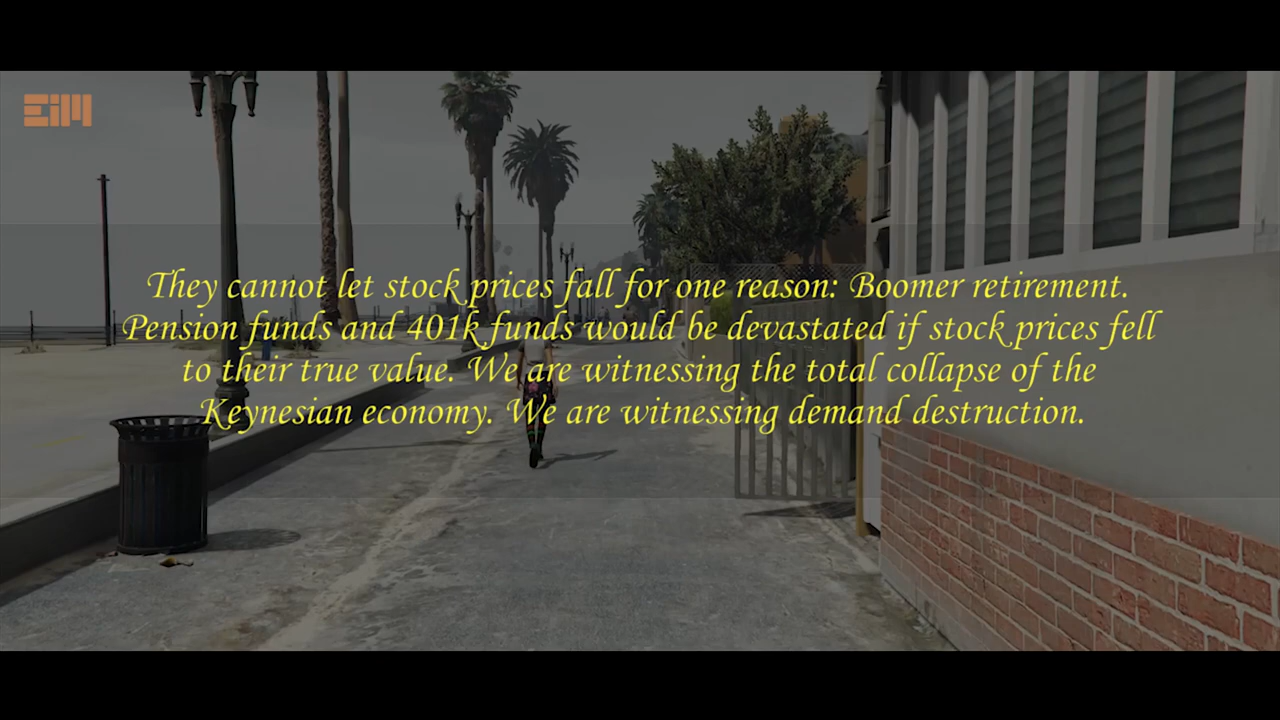 EiM
They cannot let stock prices fall for one reason: Boomer retirement.
Pension funds and 401k funds would be devastated if stock prices fell
to their true value. We are witnessing the total collapse of the
Keynesian economy. We are witnessing demand destruction.